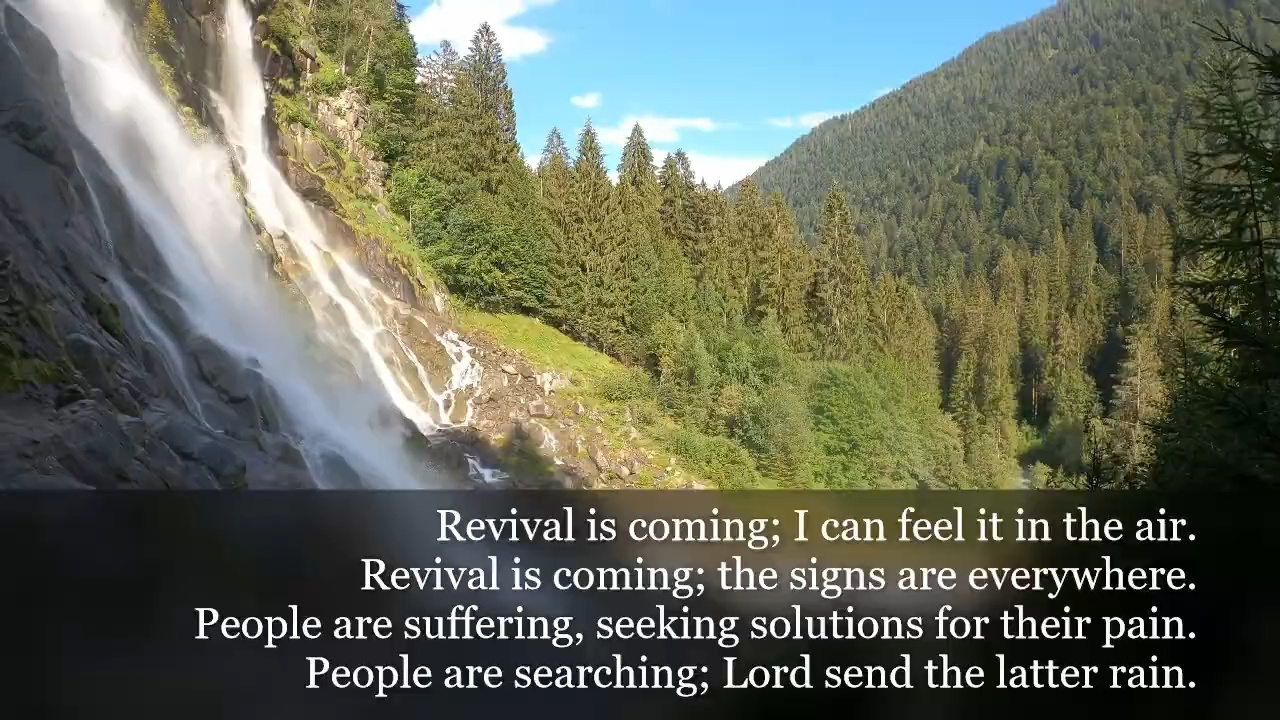 Revival is coming; I can feel it in the air.
Revival is coming; the signs are everywhere.
People are suffering, seeking solutions for their pain.
People are searching; Lord send the latter rain.